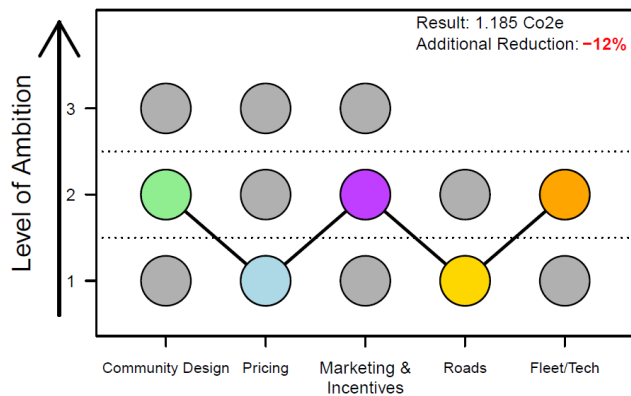 Result: 1.185 Co2e
Additional Reduction: −12%
Level of Ambition
3
2
1
Community Design
Pricing
Marketing &
Incentives
Roads
Fleet/Tech